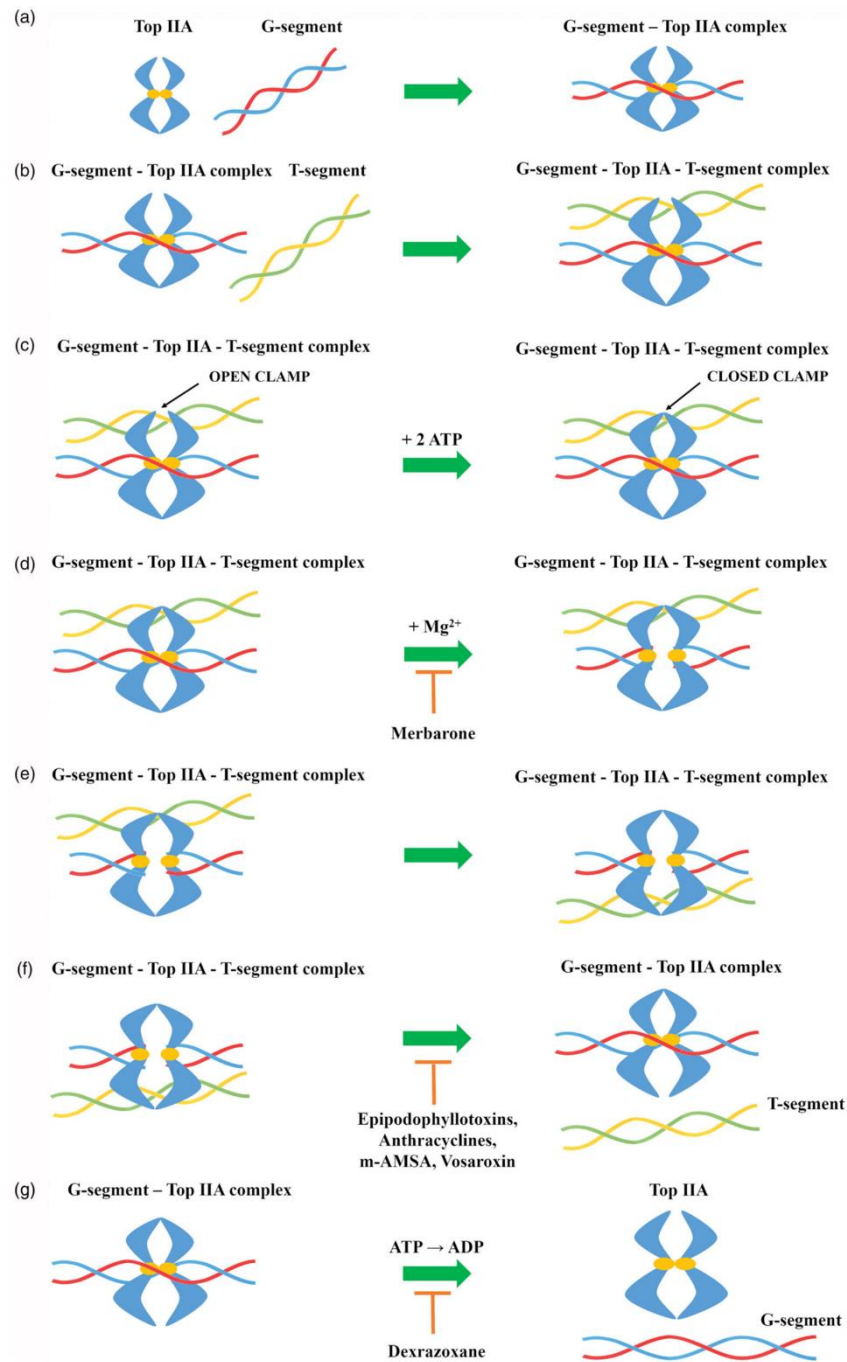 (a)
Top IIA
G-segment
G-segment – Top IIA complex
(b)
G-segment - Top IIA complex
T-segment
G-segment - Top IIA - T-segment complex
(c)
G-segment - Top IIA - T-segment complex
G-segment - Top IIA - T-segment complex
OPEN CLAMP
CLOSED CLAMP
+ 2 ATP
(d)
G-segment - Top IIA - T-segment complex
G-segment - Top IIA - T-segment complex
+ Mg²⁺
Merbarone
(e)
G-segment - Top IIA - T-segment complex
G-segment - Top IIA - T-segment complex
(f)
G-segment - Top IIA - T-segment complex
G-segment - Top IIA complex
T-segment
Epipodophyllotoxins,
Anthracyclines,
m-AMSA, Vosaroxin
(g)
G-segment – Top IIA complex
Top IIA
ATP → ADP
G-segment
Dexrazoxane